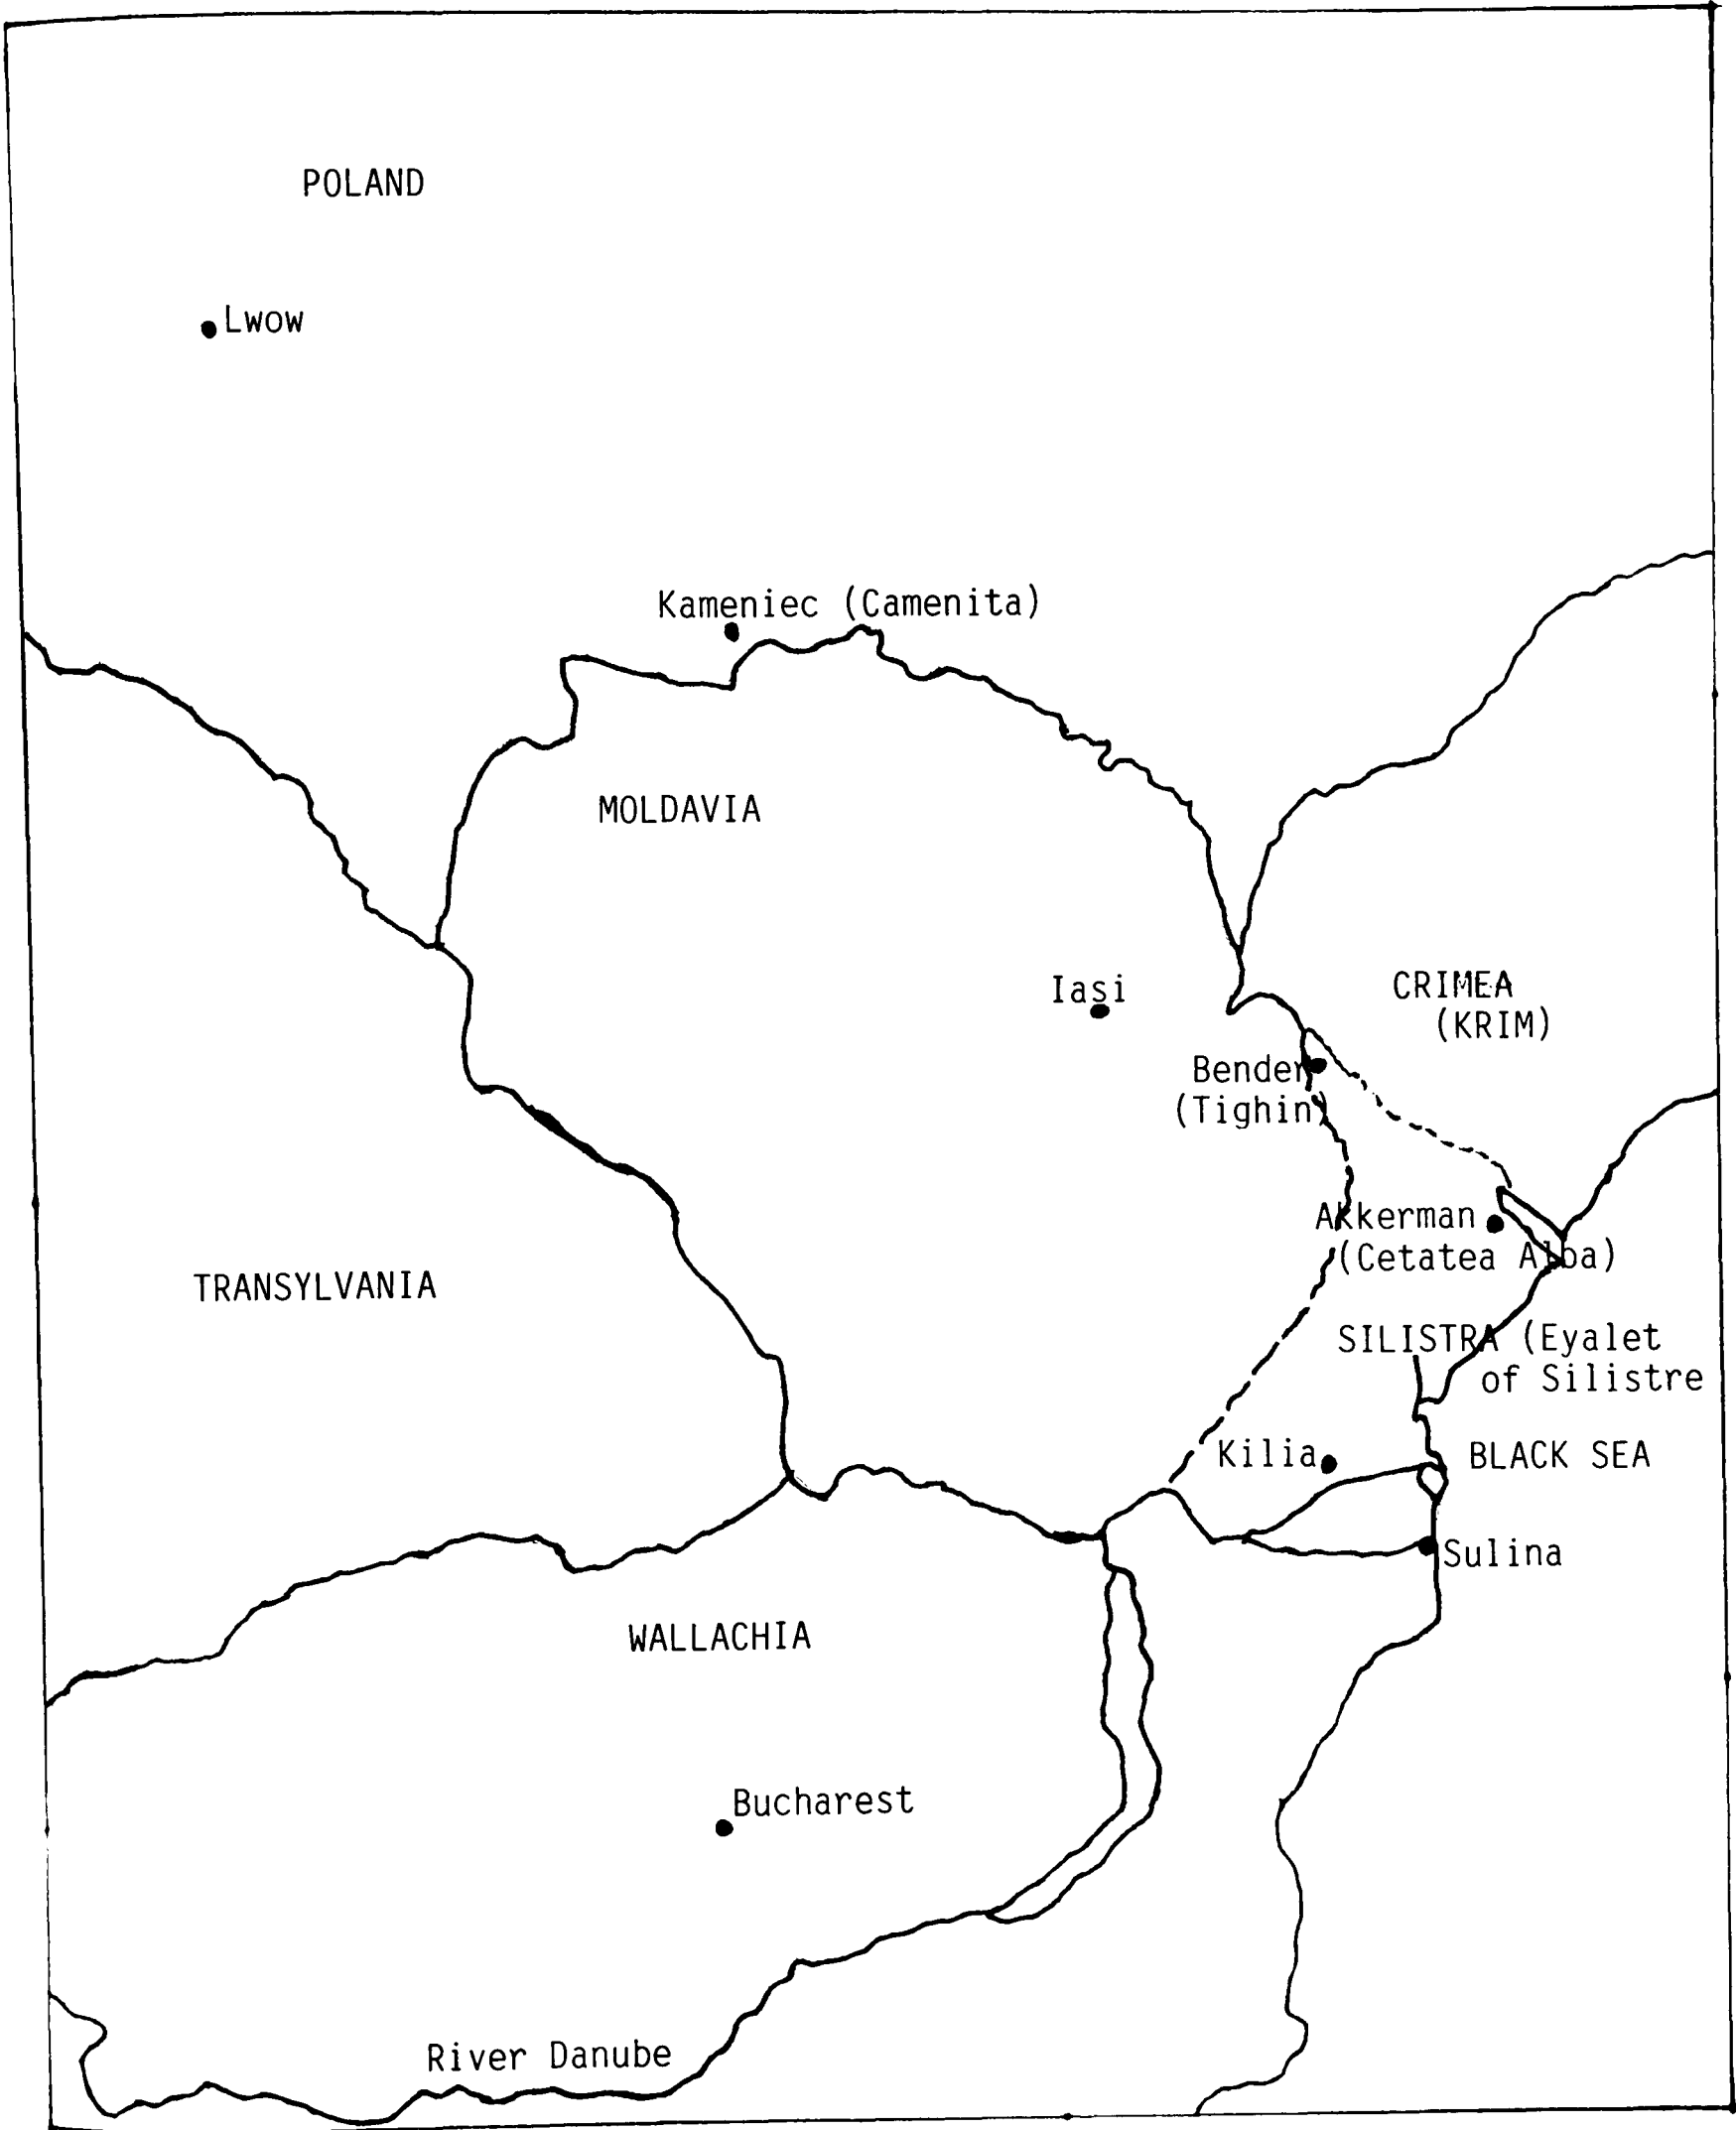 POLAND
Lwow
Kameniec (Camenita)
MOLDAVIA
Iasi
CRIMEA
(KRIM)
Bender
(Tighin)
Akkerman
(Cetatea Alba)
TRANSYLVANIA
SILISTRA (Eyalet
of Silistre
Kilia
BLACK SEA
Sulina
WALLACHIA
Bucharest
River Danube